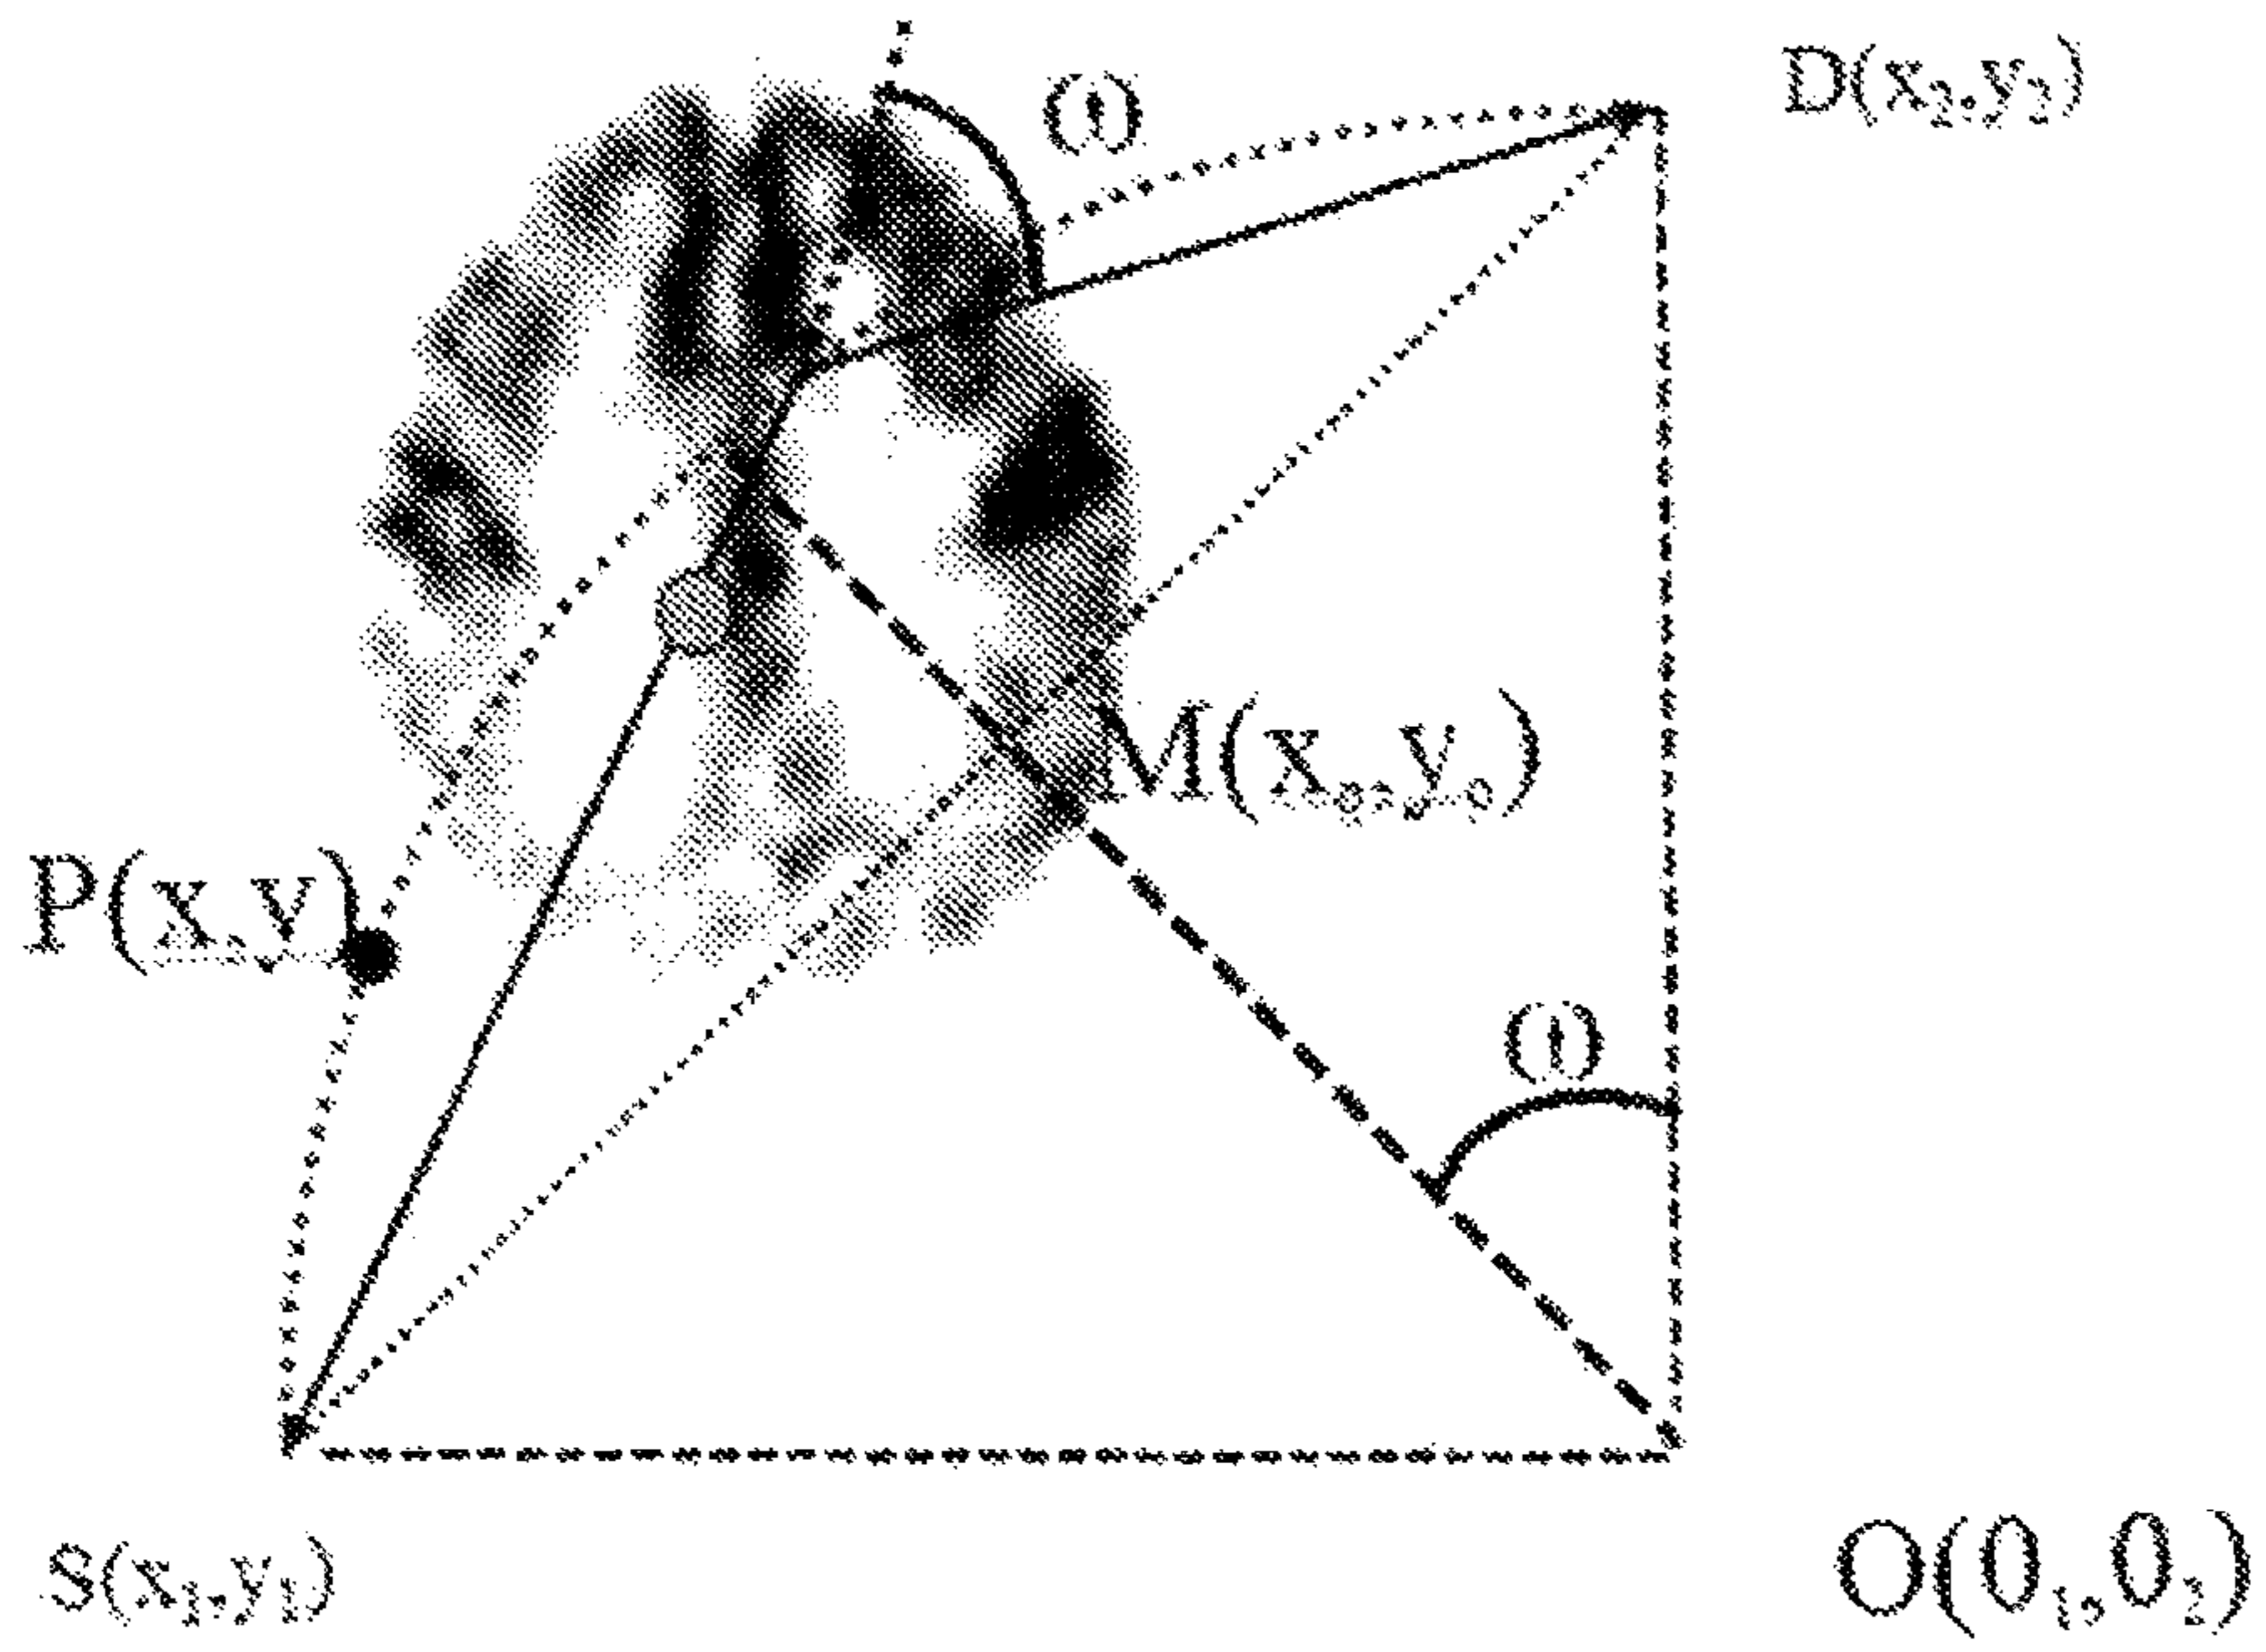 ω
D(x₂,y₂)
M(x₀,y₀)
P(x,y)
ω
S(x₁,y₁)
O(0₁,0₂)